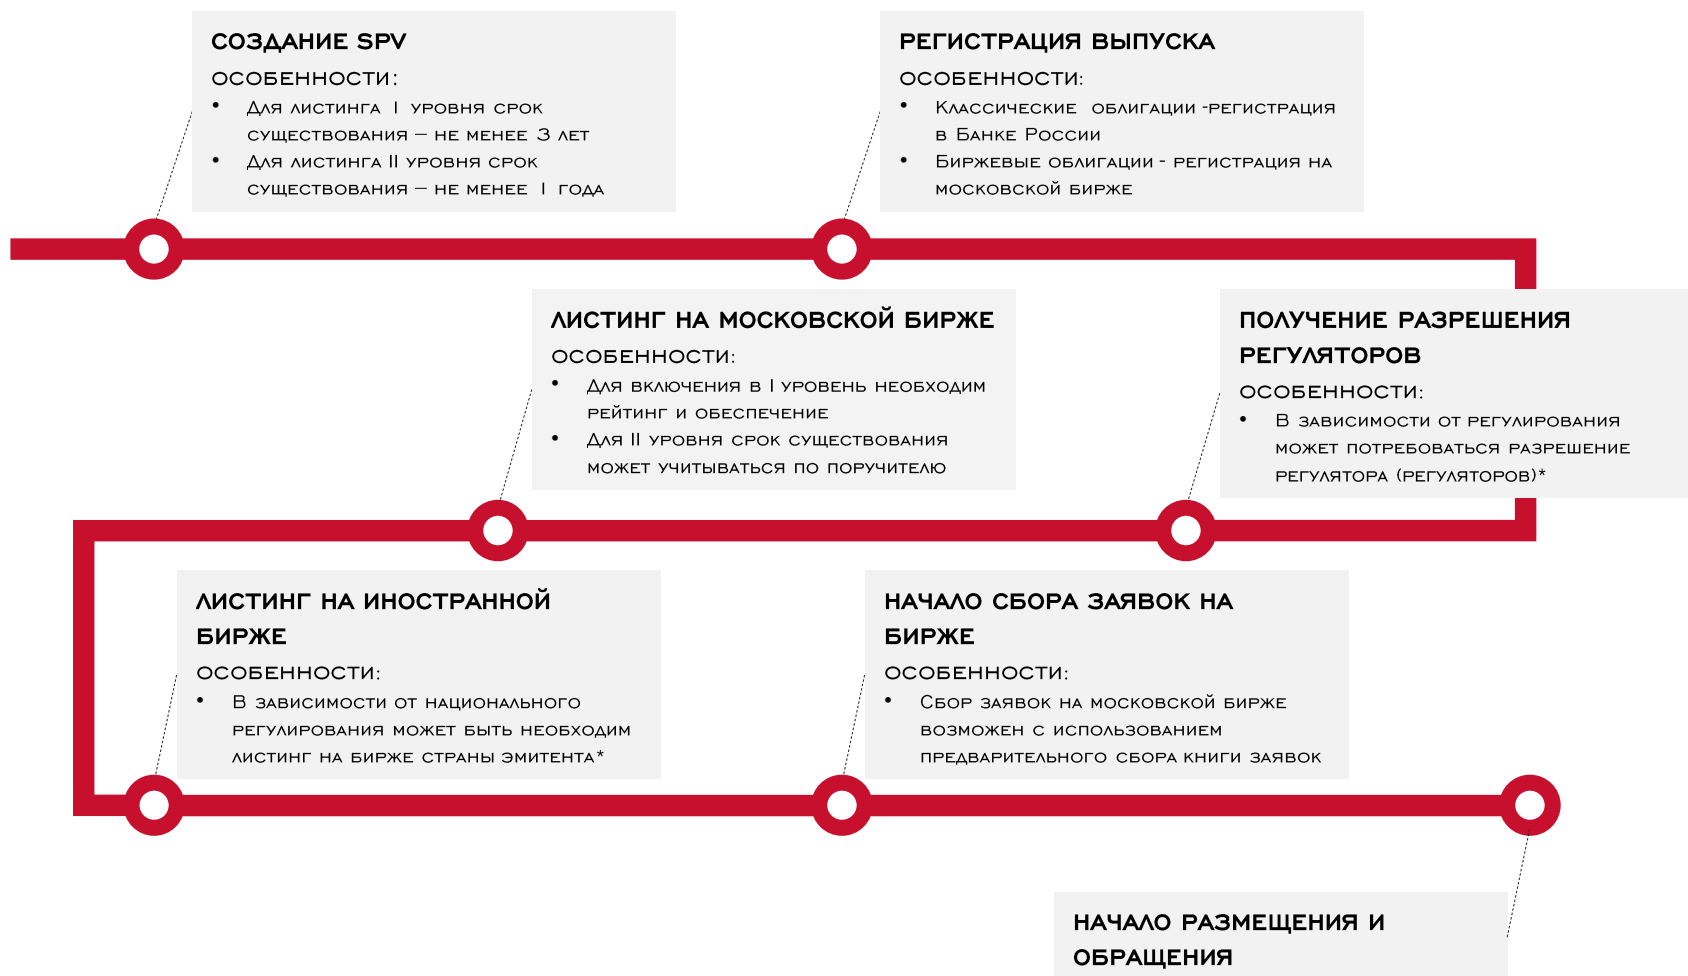 СОЗДАНИЕ SPV
ОСОБЕННОСТИ:
• Для листинга I уровня срок
существования – не менее 3 лет
• Для листинга II уровня срок
существования – не менее 1 года
РЕГИСТРАЦИЯ ВЫПУСКА
ОСОБЕННОСТИ:
• Классические облигации -регистрация
в Банке России
• Биржевые облигации - регистрация на
московской бирже
ПОЛУЧЕНИЕ РАЗРЕШЕНИЯ
РЕГУЛЯТОРОВ
ОСОБЕННОСТИ:
• В зависимости от регулирования
может потребоваться разрешение
регулятора (регуляторов)*
ЛИСТИНГ НА МОСКОВСКОЙ БИРЖЕ
ОСОБЕННОСТИ:
• Для включения в I уровень необходим
рейтинг и обеспечение
• Для II уровня срок существования
может учитываться по поручителю
ЛИСТИНГ НА ИНОСТРАННОЙ
БИРЖЕ
ОСОБЕННОСТИ:
• В зависимости от национального
регулирования может быть необходим
листинг на бирже страны эмитента*
НАЧАЛО СБОРА ЗАЯВОК НА
БИРЖЕ
ОСОБЕННОСТИ:
• Сбор заявок на московской бирже
возможен с использованием
предварительного сбора книги заявок
НАЧАЛО РАЗМЕЩЕНИЯ И
ОБРАЩЕНИЯ